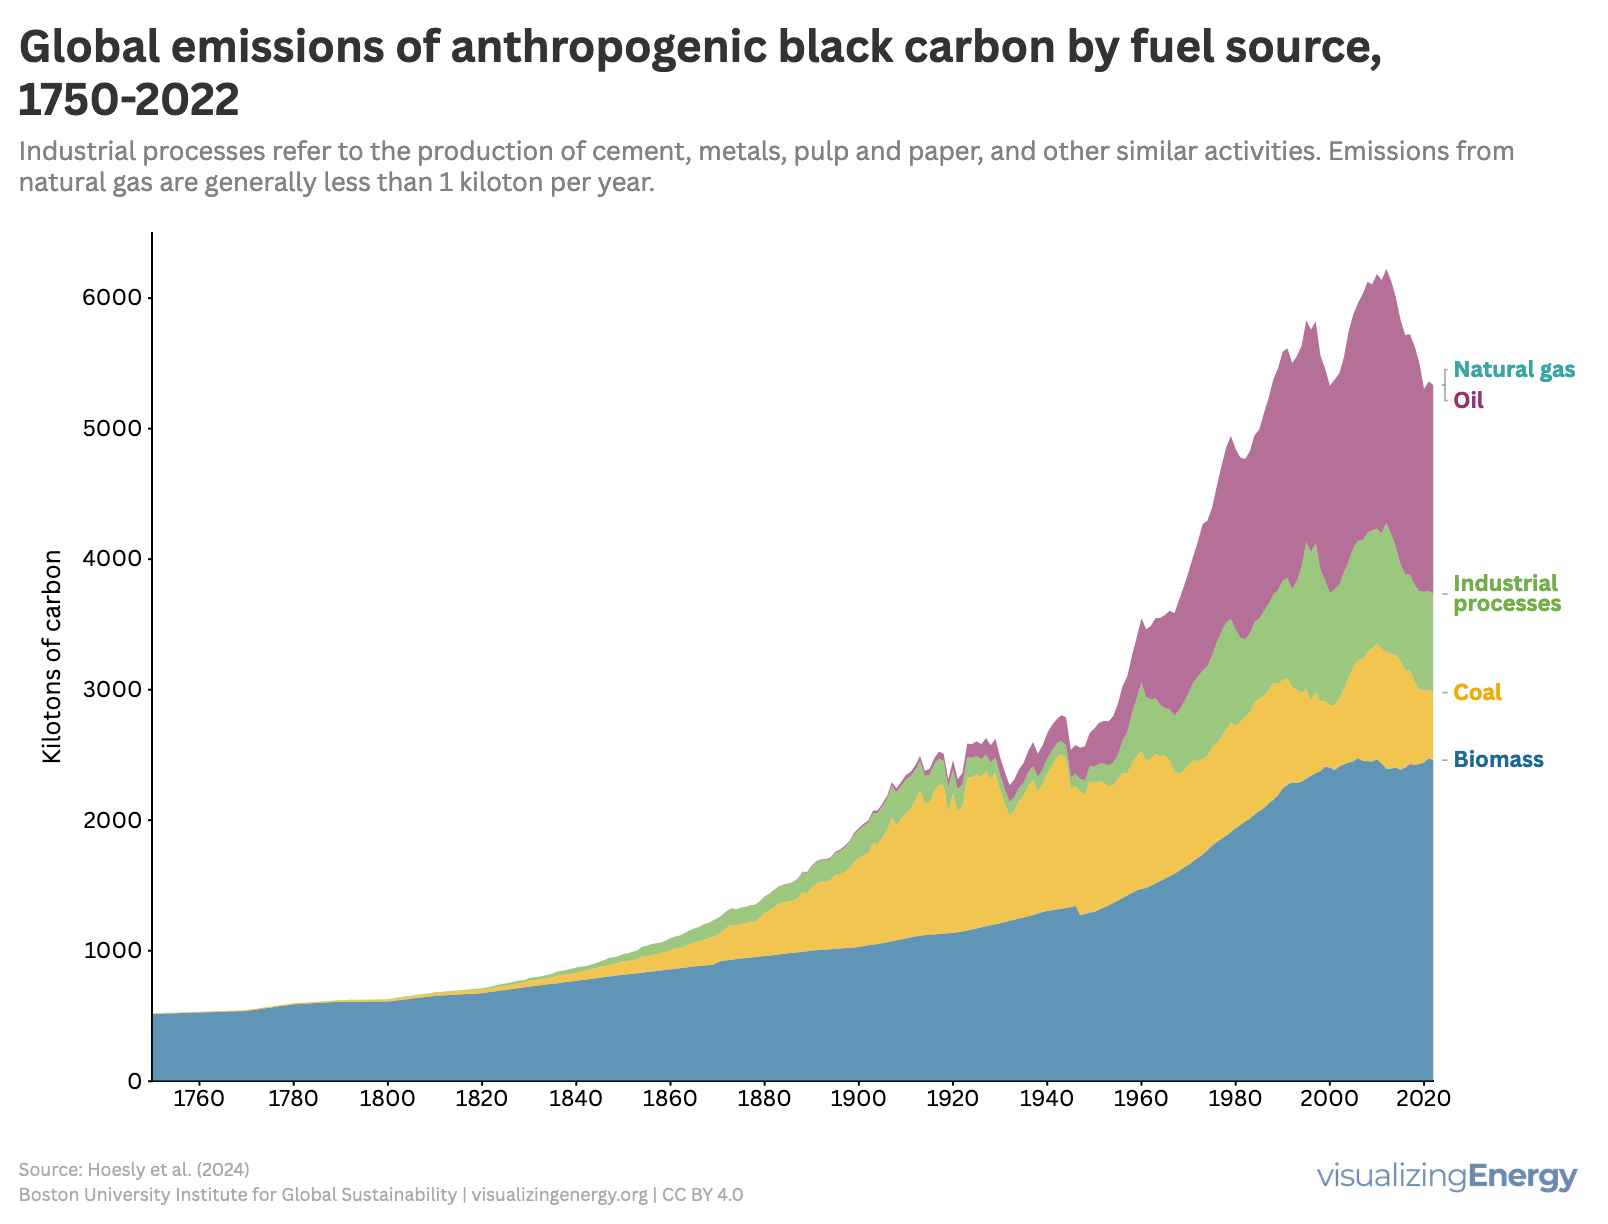 Global emissions of anthropogenic black carbon by fuel source,
1750-2022
Industrial processes refer to the production of cement, metals, pulp and paper, and other similar activities. Emissions from
natural gas are generally less than 1 kiloton per year.
Kilotons of carbon
6000
5000
4000
3000
2000
1000
0
Natural gas
Oil
Industrial
processes
Coal
Biomass
1760 1780 1800 1820 1840 1860 1880 1900 1920 1940 1960 1980 2000 2020
Source: Hoesly et al. (2024)
Boston University Institute for Global Sustainability | visualizingenergy.org | CC BY 4.0
visualizingEnergy